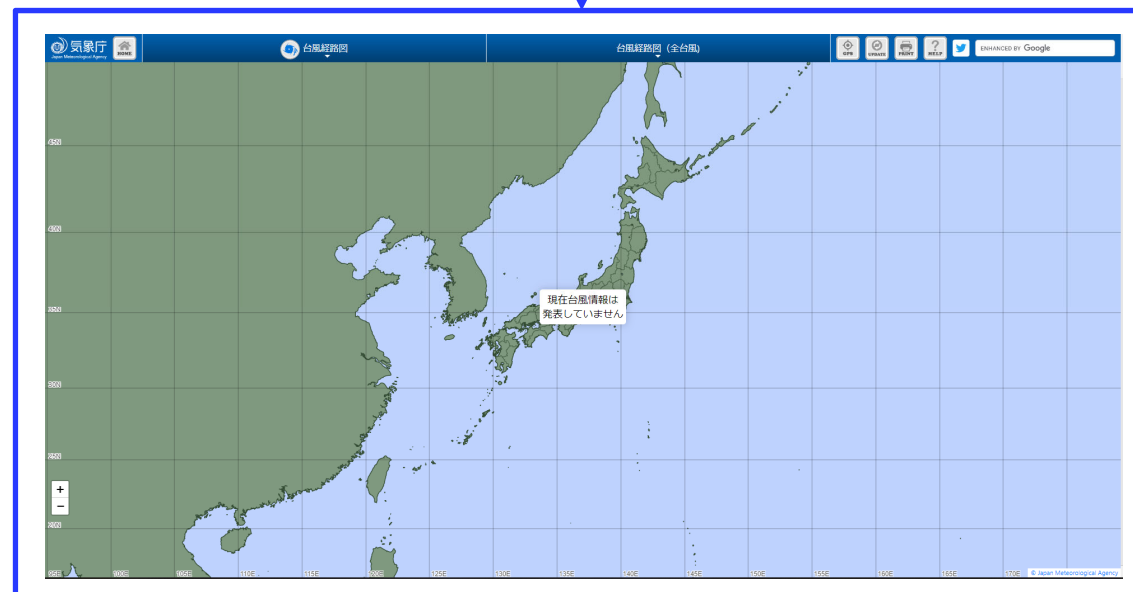 気象庁
Japan Meteorological Agency
HOME
台風経路図
台風経路図（全台風）
GPS
UPDATE
PRINT
HELP
ENHANCED BY Google
45N
40N
現在台風情報は
発表していません
35N
30N
25N
+
−
20N
95E 100E 105E 110E 115E 120E 125E 130E 135E 140E 145E 150E 155E 160E 165E 170E
© Japan Meteorological Agency